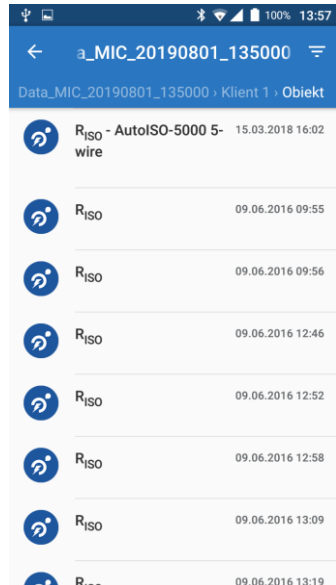 100% 13:57
a_MIC_20190801_135000
Data_MIC_20190801_135000 › Klient 1 › Obiekt
RISO - AutoISO-5000 5- 15.03.2018 16:02
wire
RISO 09.06.2016 09:55
RISO 09.06.2016 09:56
RISO 09.06.2016 12:46
RISO 09.06.2016 12:52
RISO 09.06.2016 12:58
RISO 09.06.2016 13:09
RISO 09.06.2016 13:19